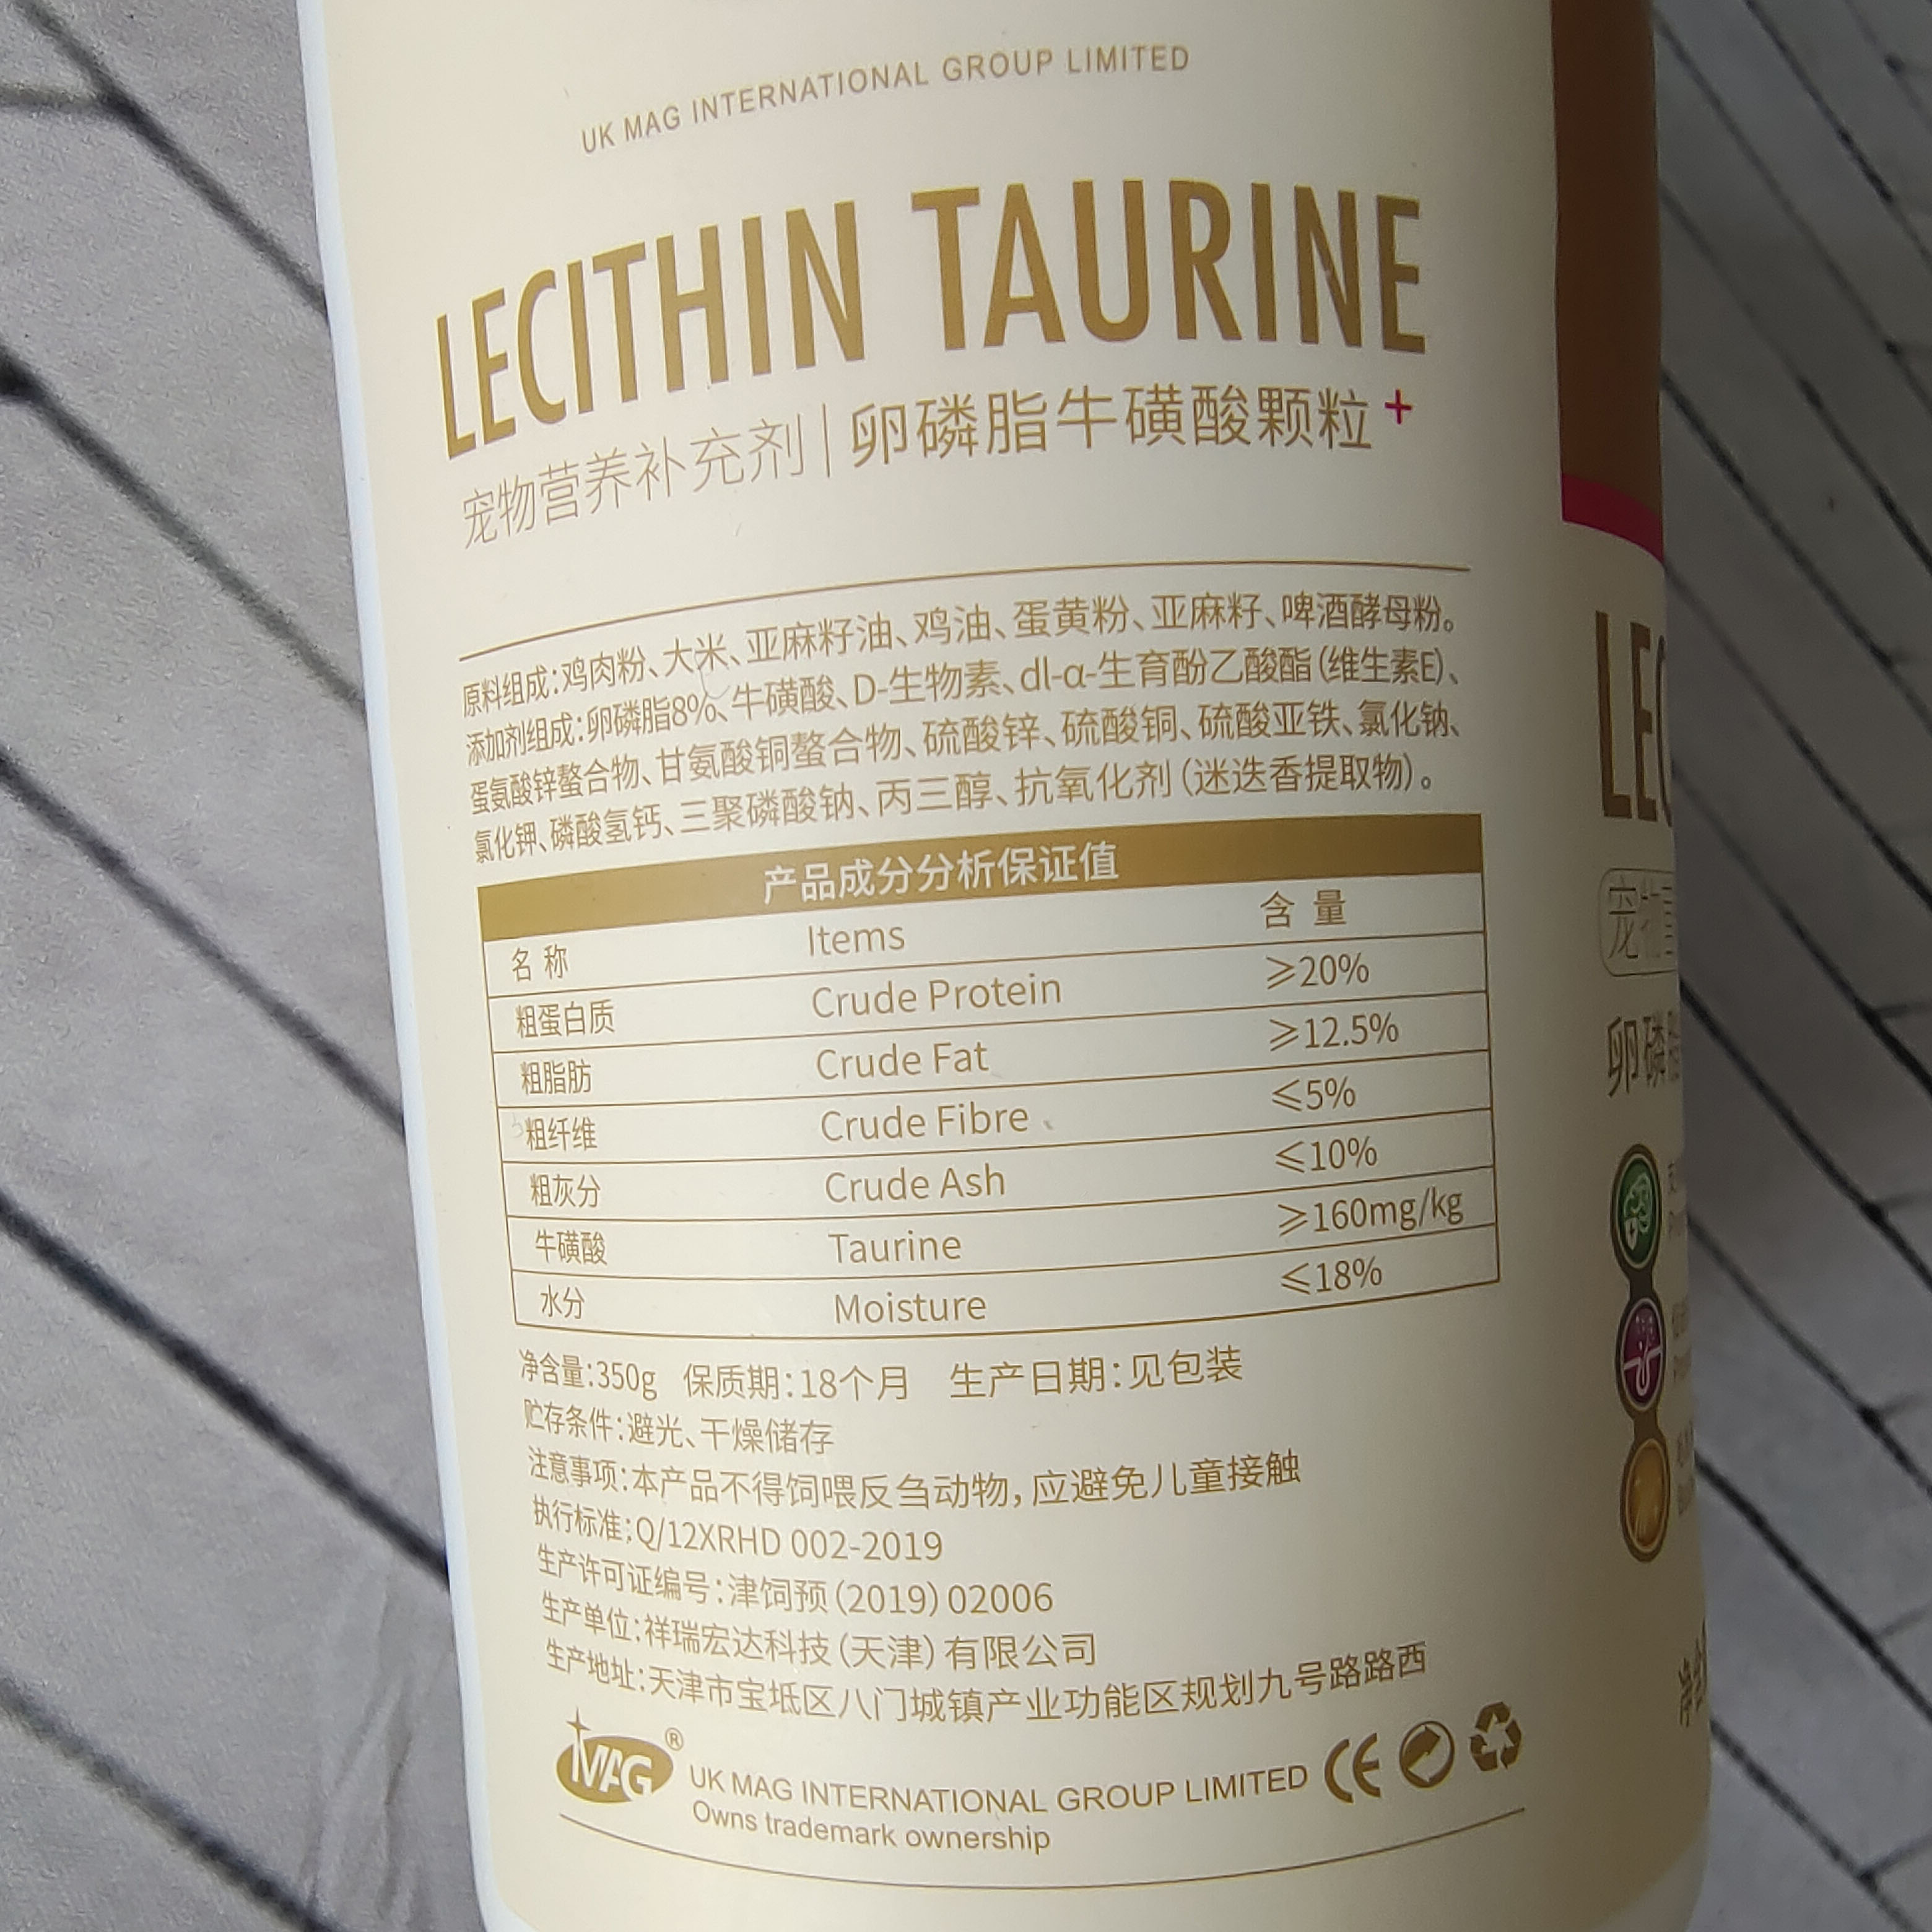 UK MAG INTERNATIONAL GROUP LIMITED
LECITHIN TAURINE
宠物营养补充剂|卵磷脂牛磺酸颗粒+
原料组成:鸡肉粉、大米、亚麻籽油、鸡油、蛋黄粉、亚麻籽、啤酒酵母粉。
添加剂组成:卵磷脂8%、牛磺酸、D-生物素、dl-α-生育酚乙酸酯(维生素E)、
蛋氨酸锌螯合物、甘氨酸铜螯合物、硫酸锌、硫酸铜、硫酸亚铁、氯化钠、
氯化钾、磷酸氢钙、三聚磷酸钠、丙三醇、抗氧化剂(迷迭香提取物)。
产品成分分析保证值
名 称 Items 含 量
粗蛋白质 Crude Protein ⩾20%
粗脂肪 Crude Fat ⩾12.5%
粗纤维 Crude Fibre ⩽5%
粗灰分 Crude Ash ⩽10%
牛磺酸 Taurine ⩾160mg/kg
水分 Moisture ⩽18%
净含量:350g 保质期:18个月 生产日期:见包装
贮存条件:避光、干燥储存
注意事项:本产品不得饲喂反刍动物,应避免儿童接触
执行标准:Q/12XRHD 002-2019
生产许可证编号:津饲预(2019)02006
生产单位:祥瑞宏达科技(天津)有限公司
生产地址:天津市宝坻区八门城镇产业功能区规划九号路路西
MAG® UK MAG INTERNATIONAL GROUP LIMITED CE
Owns trademark ownership
LEC
宠物
卵磷
净含